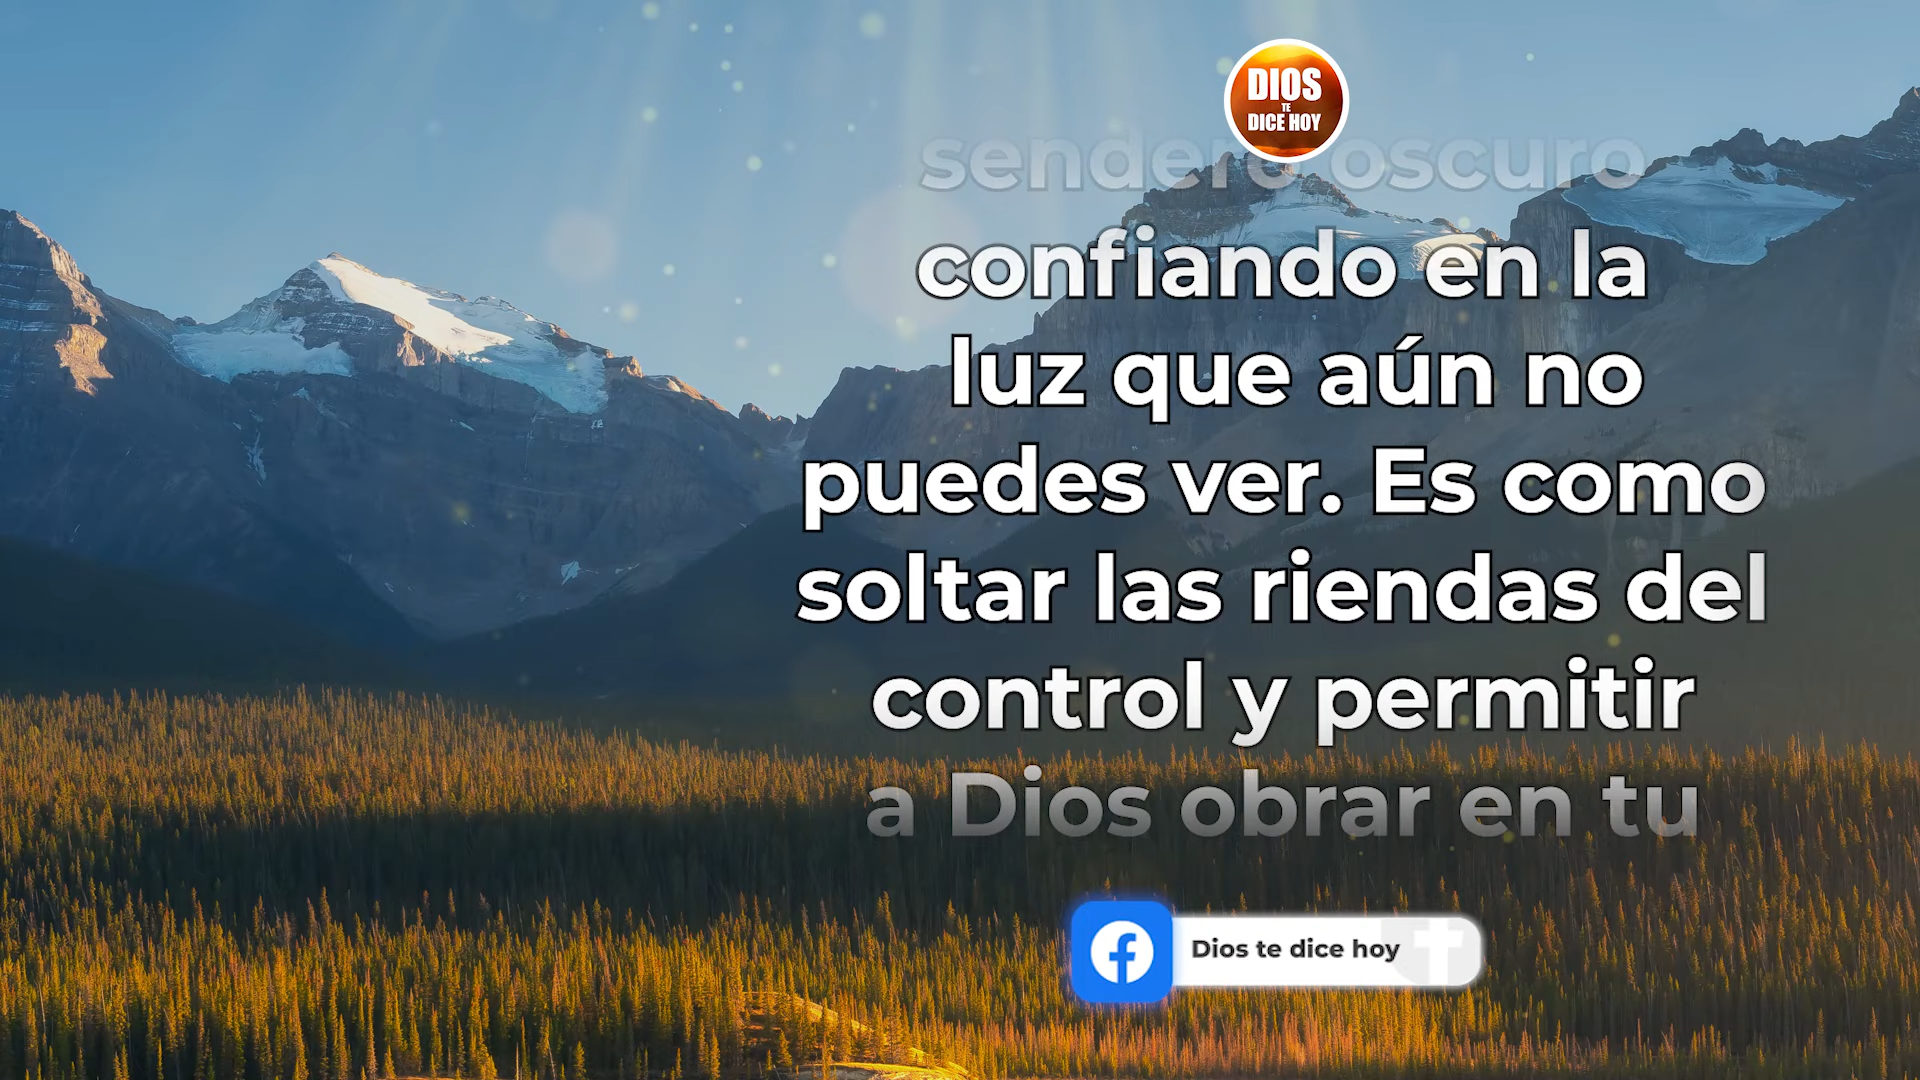 DIOS
TE
DICE HOY
sendero oscuro
confiando en la
luz que aún no
puedes ver. Es como
soltar las riendas del
control y permitir
a Dios obrar en tu
Dios te dice hoy